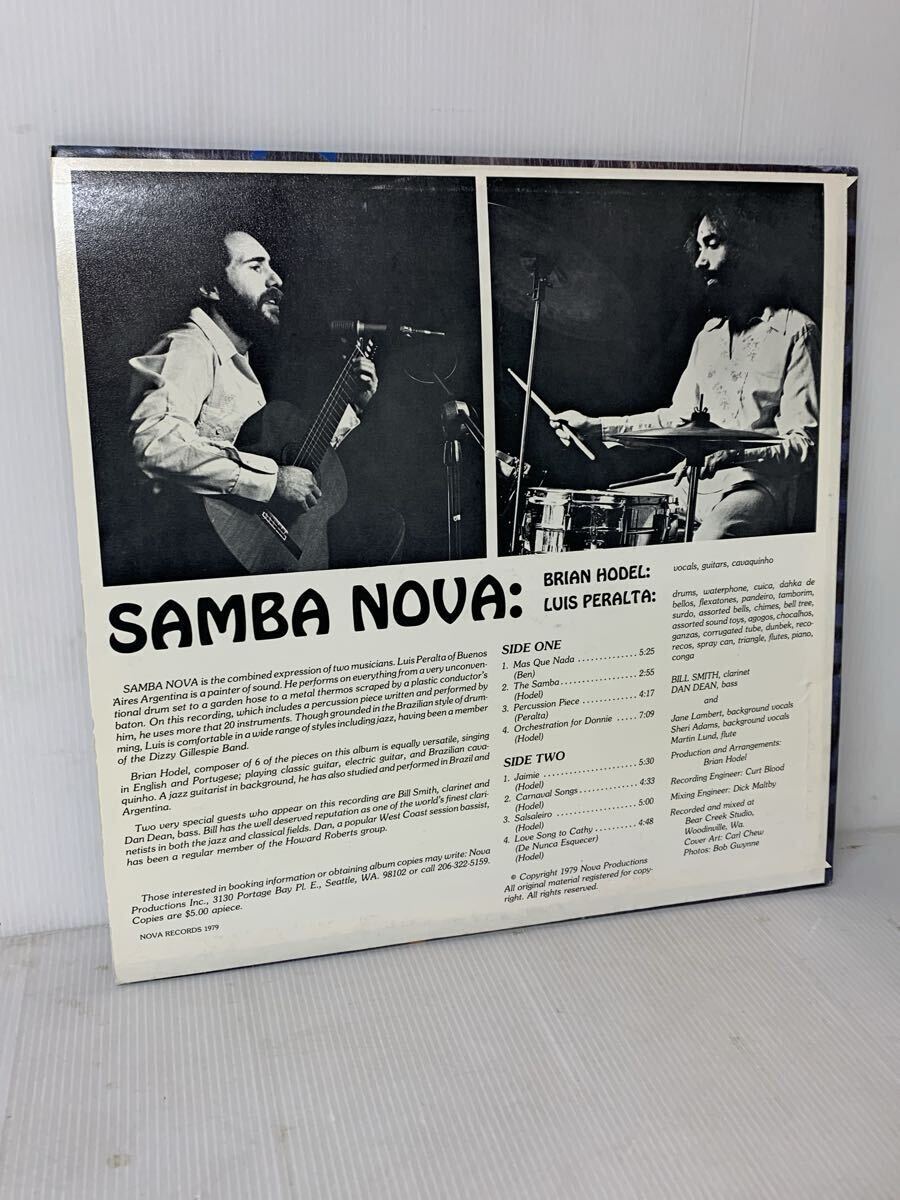 SAMBA NOVA:
BRIAN HODEL:
LUIS PERALTA:
vocals, guitars, cavaquinho
drums, waterphone, cuica, dahka de
bellos, flexatones, pandeiro, tamborim,
surdo, assorted bells, chimes, bell tree,
assorted sound toys, agogos, chocalhos,
ganzas, corrugated tube, dunbek, reco-
recos, spray can, triangle, flutes, piano,
conga
SAMBA NOVA is the combined expression of two musicians. Luis Peralta of Buenos
Aires Argentina is a painter of sound. He performs on everything from a very unconven-
tional drum set to a garden hose to a metal thermos scraped by a plastic conductor's
baton. On this recording, which includes a percussion piece written and performed by
him, he uses more that 20 instruments. Though grounded in the Brazilian style of drum-
ming, Luis is comfortable in a wide range of styles including jazz, having been a member
of the Dizzy Gillespie Band.
Brian Hodel, composer of 6 of the pieces on this album is equally versatile, singing
in English and Portugese; playing classic guitar, electric guitar, and Brazilian cava-
quinho. A jazz guitarist in background, he has also studied and performed in Brazil and
Argentina.
Two very special guests who appear on this recording are Bill Smith, clarinet and
Dan Dean, bass. Bill has the well deserved reputation as one of the world's finest clari-
netists in both the jazz and classical fields. Dan, a popular West Coast session bassist,
has been a regular member of the Howard Roberts group.
Those interested in booking information or obtaining album copies may write: Nova
Productions Inc., 3130 Portage Bay Pl. E., Seattle, WA. 98102 or call 206-322-5159.
Copies are $5.00 apiece.
NOVA RECORDS 1979
SIDE ONE
1. Mas Que Nada .............. 5:25
(Ben)
2. The Samba .................. 2:55
(Hodel)
3. Percussion Piece ............ 4:17
(Peralta)
4. Orchestration for Donnie ..... 7:09
(Hodel)
SIDE TWO
1. Jaimie ..................... 5:30
(Hodel)
2. Carnaval Songs ............. 4:33
(Hodel)
3. Salsaleiro .................. 5:00
(Hodel)
4. Love Song to Cathy .......... 4:48
(De Nunca Esquecer)
(Hodel)
© Copyright 1979 Nova Productions
All original material registered for copy-
right. All rights reserved.
BILL SMITH, clarinet
DAN DEAN, bass
and
Jane Lambert, background vocals
Sheri Adams, background vocals
Martin Lund, flute
Production and Arrangements:
Brian Hodel
Recording Engineer: Curt Blood
Mixing Engineer: Dick Maltby
Recorded and mixed at
Bear Creek Studio,
Woodinville, Wa.
Cover Art: Carl Chew
Photos: Bob Gwynne